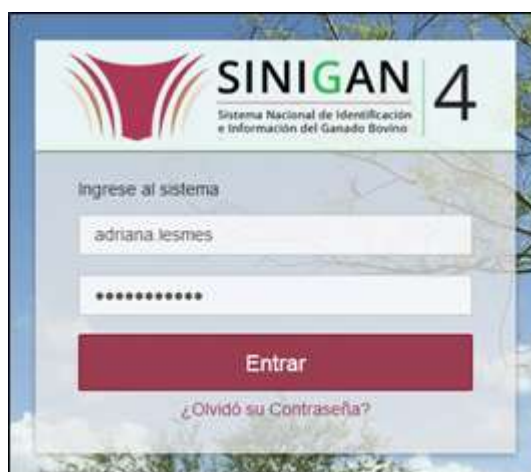 SINIGAN 4
Sistema Nacional de Identificación
e Información del Ganado Bovino
Ingrese al sistema
adriana.lesmes
•••••••••••
Entrar
¿Olvidó su Contraseña?